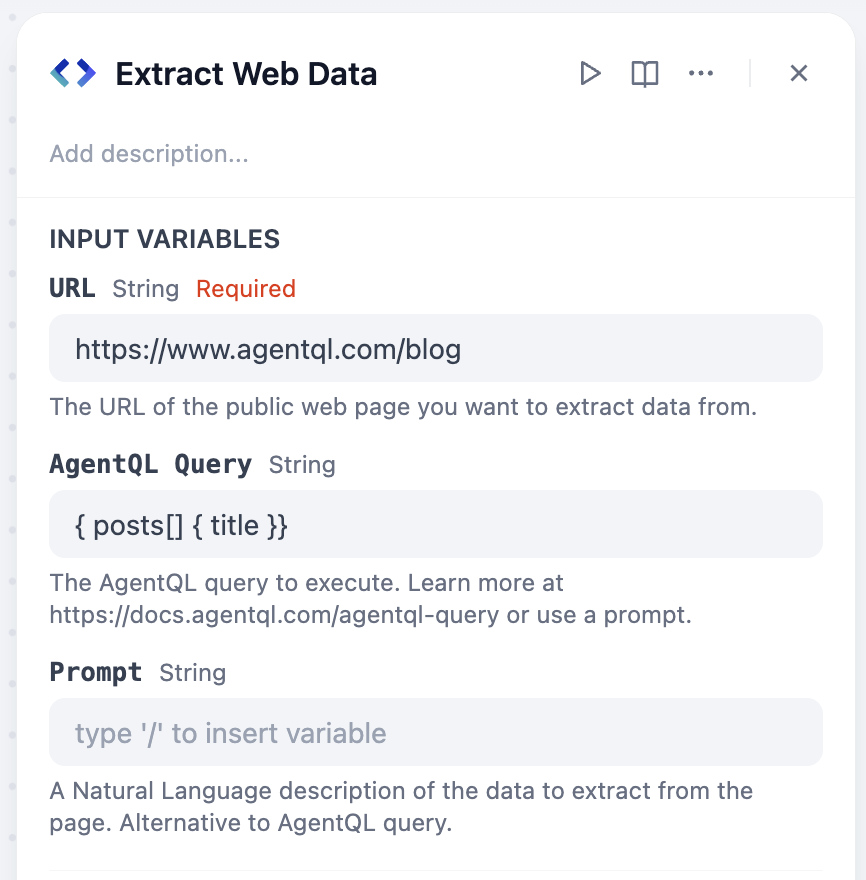 Extract Web Data
Add description...
INPUT VARIABLES
URL String Required
https://www.agentql.com/blog
The URL of the public web page you want to extract data from.
AgentQL Query String
{ posts[] { title }}
The AgentQL query to execute. Learn more at
https://docs.agentql.com/agentql-query or use a prompt.
Prompt String
type '/' to insert variable
A Natural Language description of the data to extract from the
page. Alternative to AgentQL query.